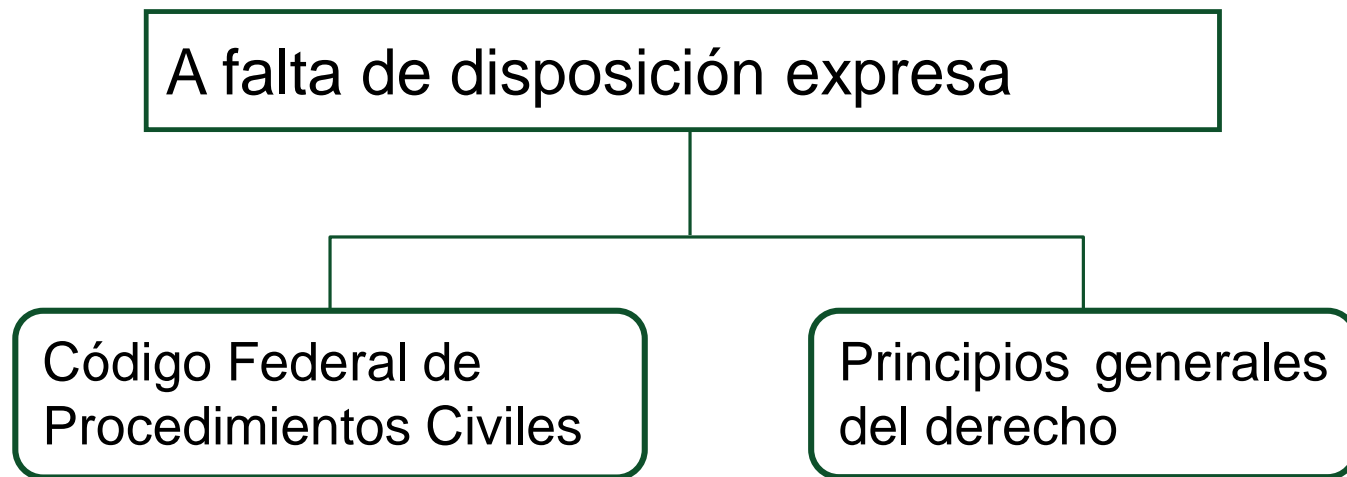 A falta de disposición expresa
Código Federal de
Procedimientos Civiles
Principios generales
del derecho